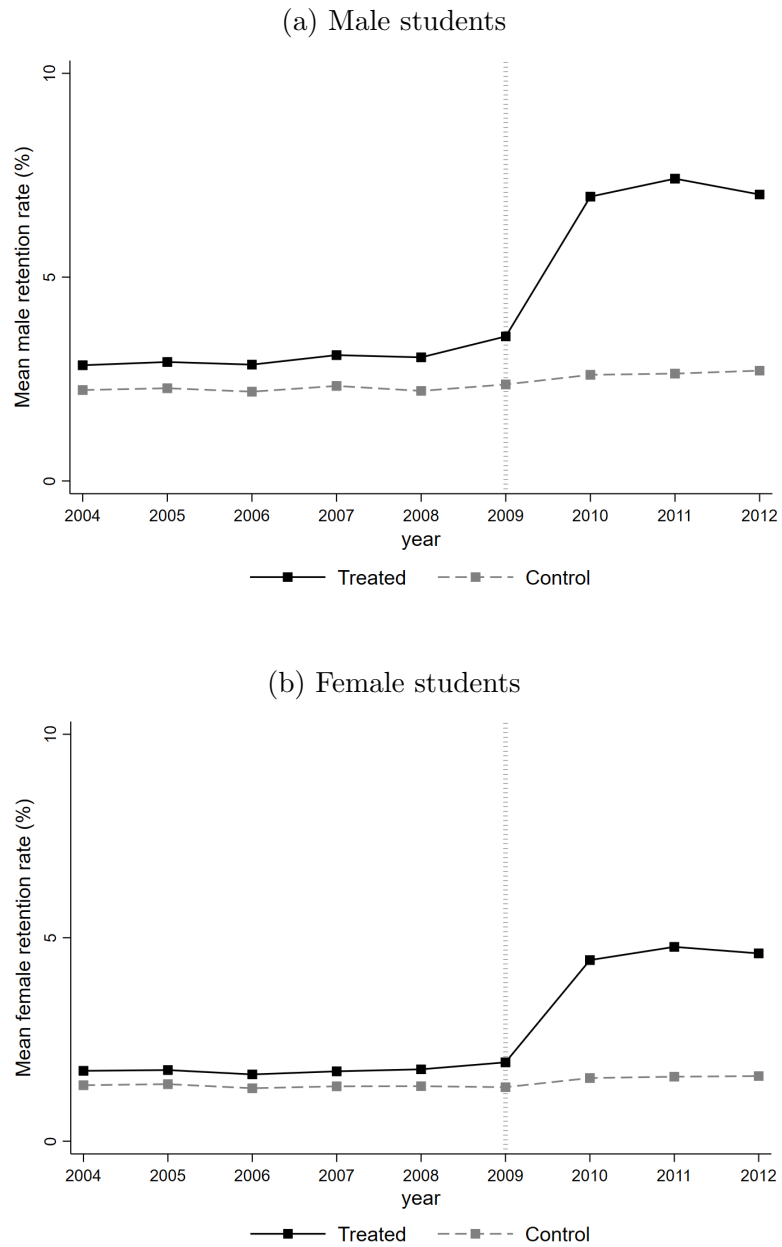 (a) Male students
Mean male retention rate (%)
10
5
0
2004 2005 2006 2007 2008 2009 2010 2011 2012
year
Treated Control
(b) Female students
Mean female retention rate (%)
10
5
0
2004 2005 2006 2007 2008 2009 2010 2011 2012
year
Treated Control